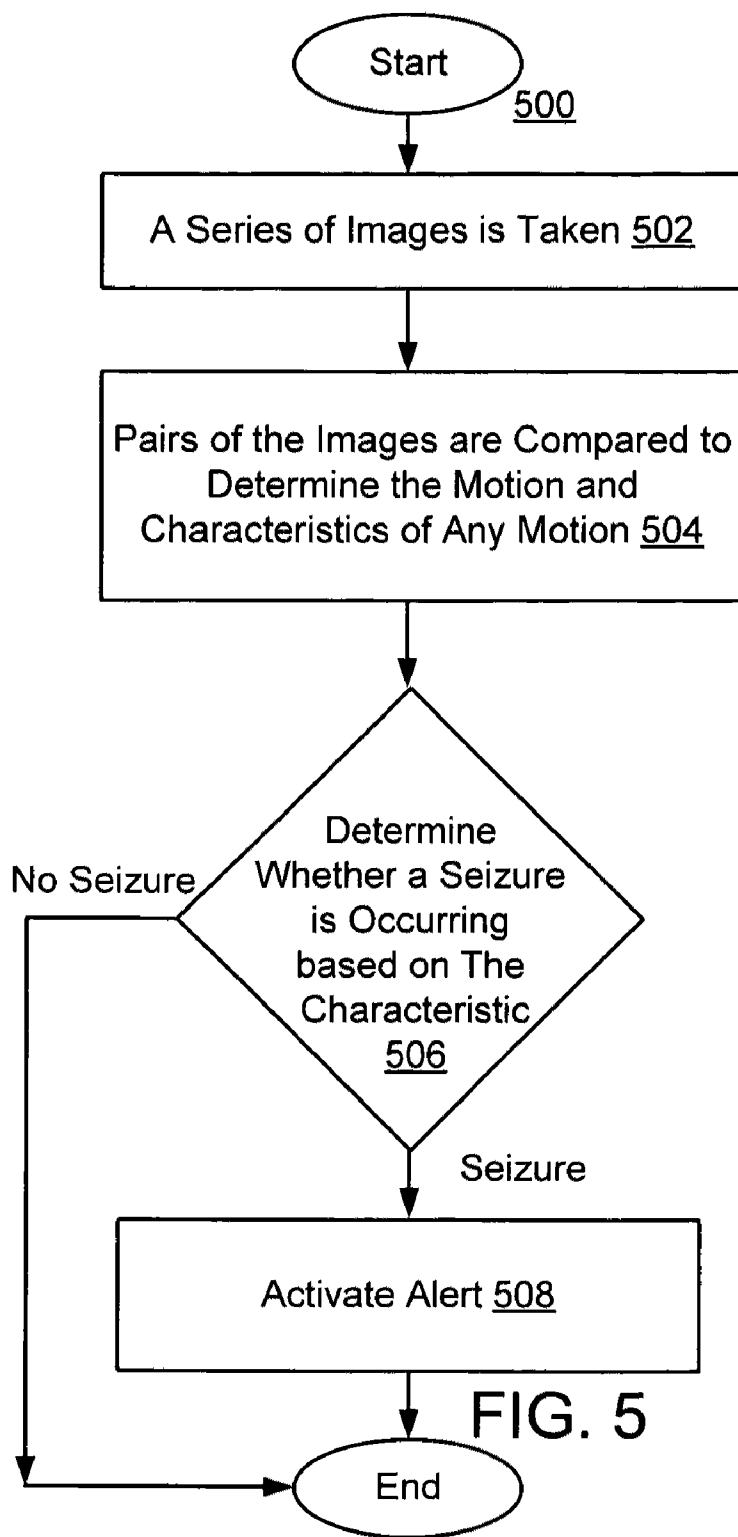 Start
500
A Series of Images is Taken 502
Pairs of the Images are Compared to
Determine the Motion and
Characteristics of Any Motion 504
Determine
Whether a Seizure
is Occurring
based on The
Characteristic
506
No Seizure
Seizure
Activate Alert 508
FIG. 5
End